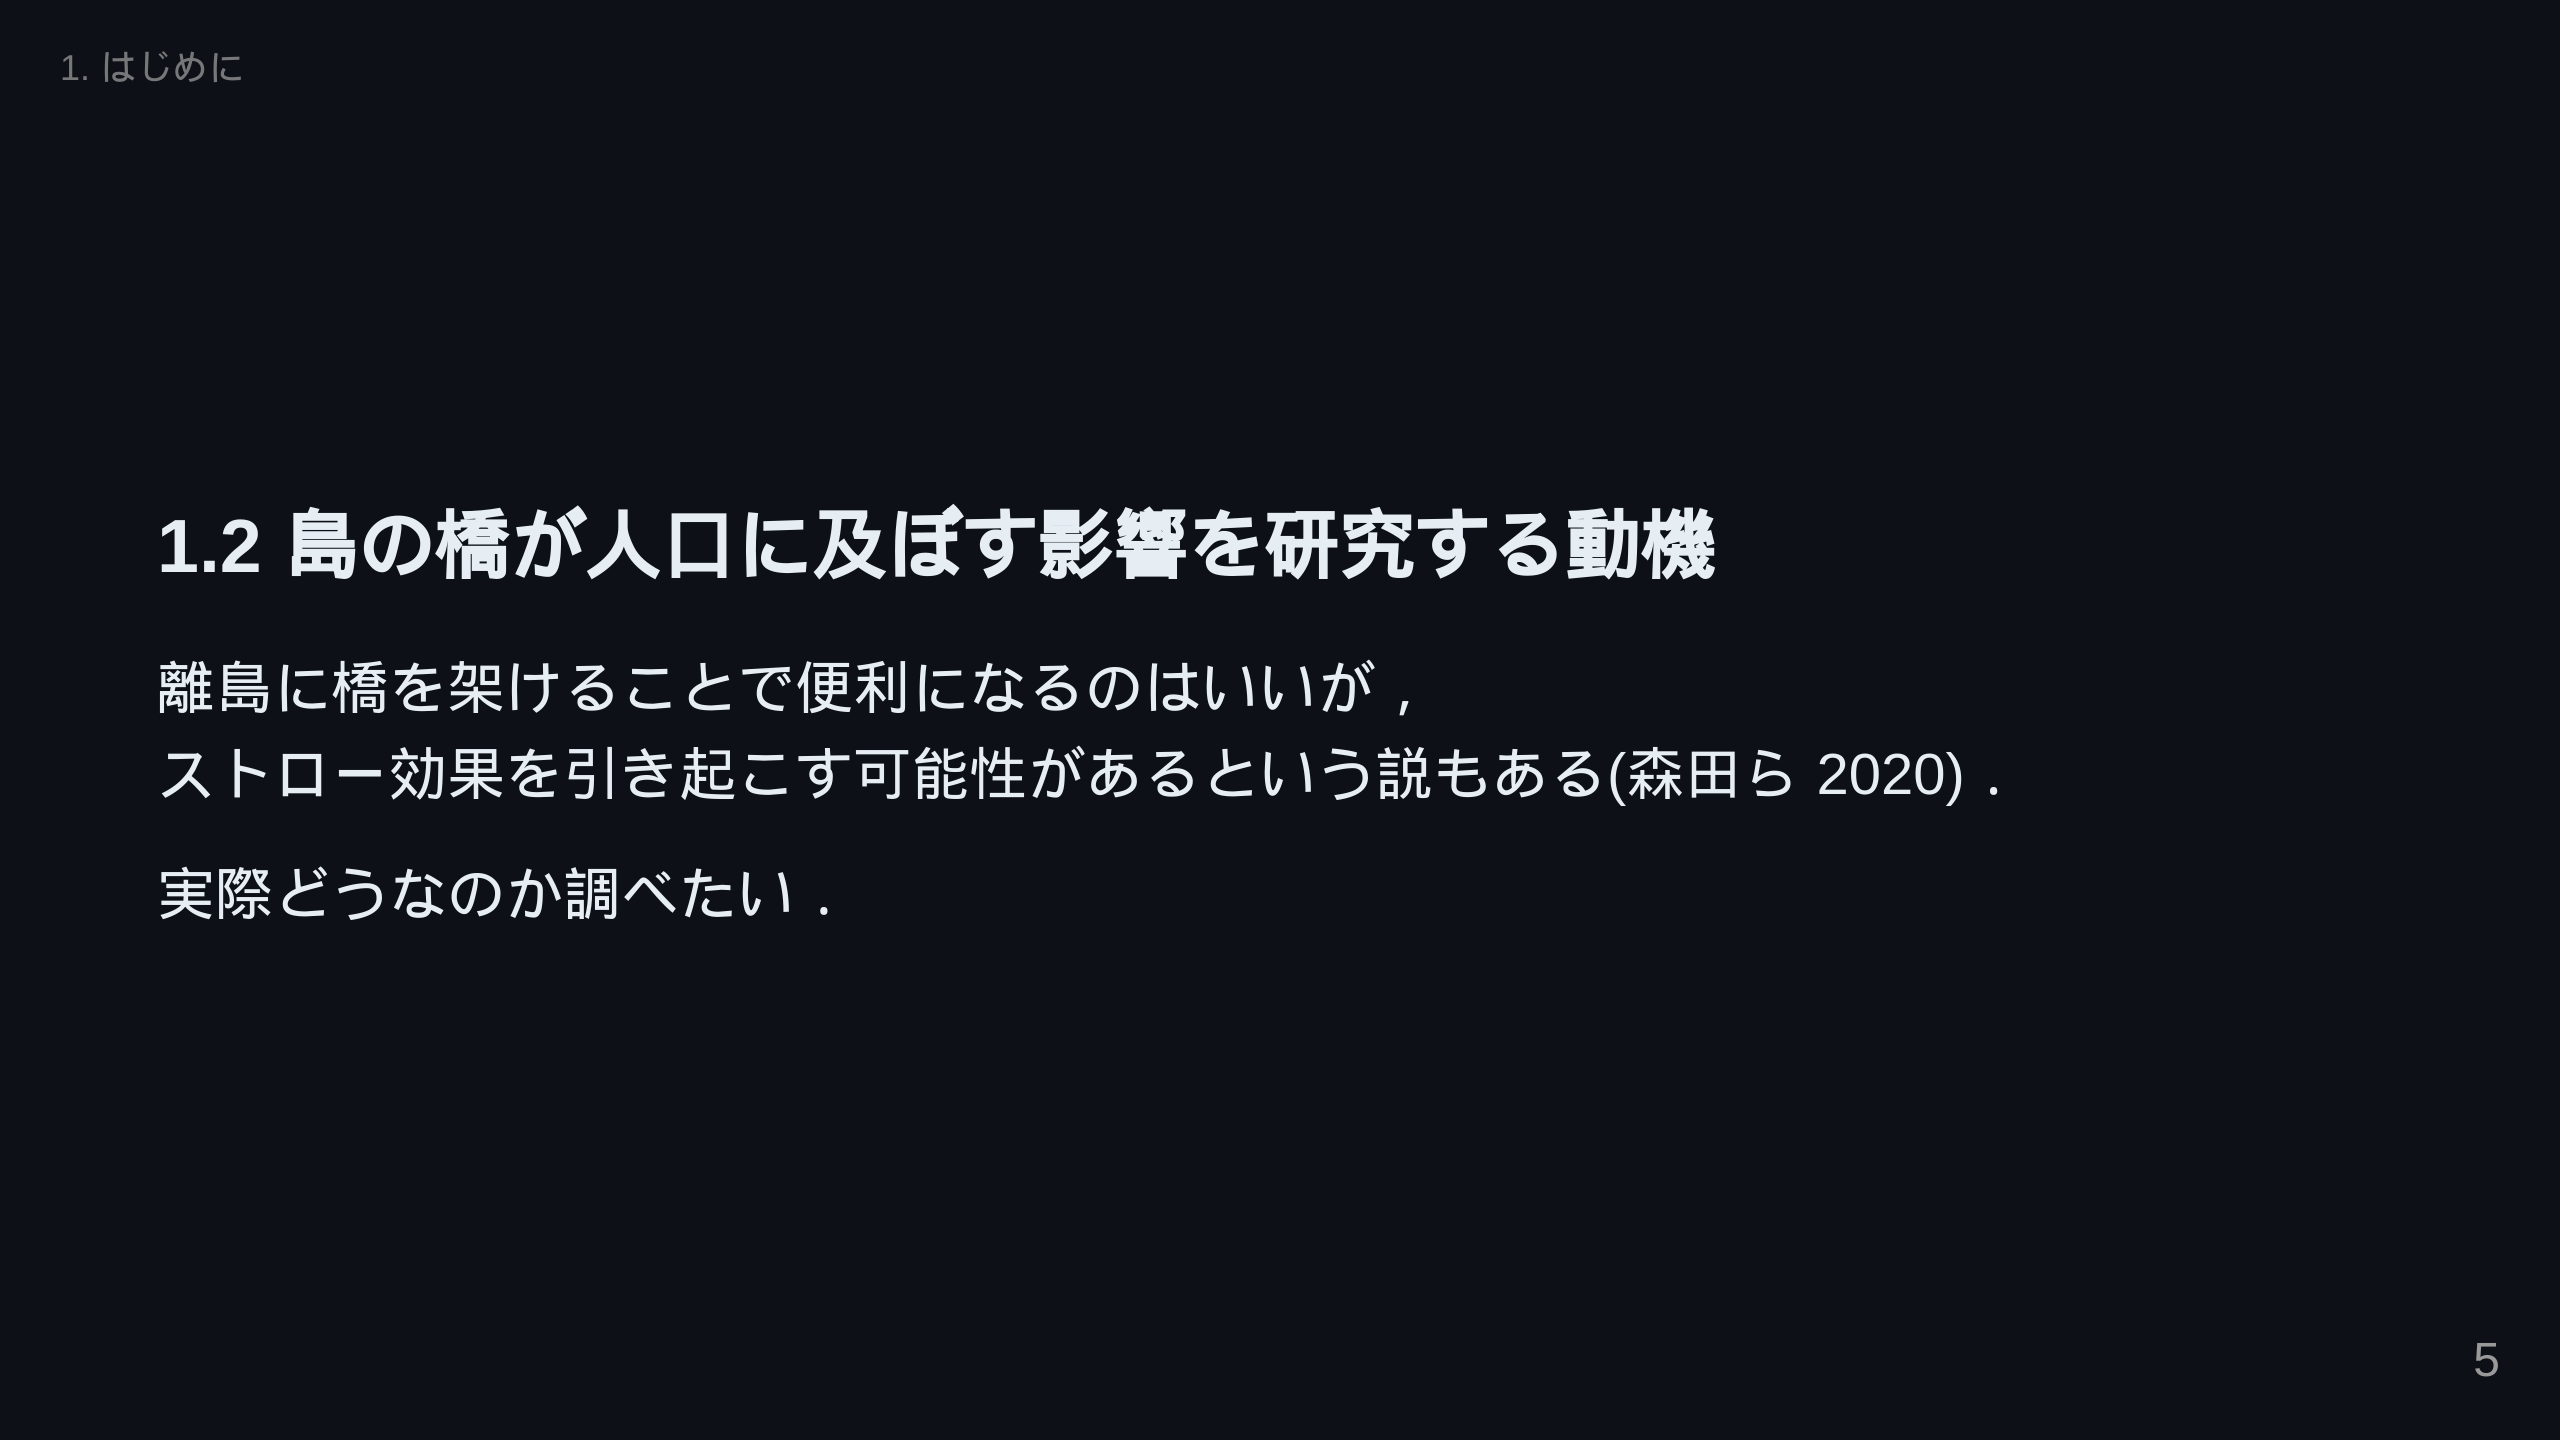 1. はじめに
1.2 島の橋が人口に及ぼす影響を研究する動機
離島に橋を架けることで便利になるのはいいが，
ストロー効果を引き起こす可能性があるという説もある(森田ら 2020)．
実際どうなのか調べたい．
5